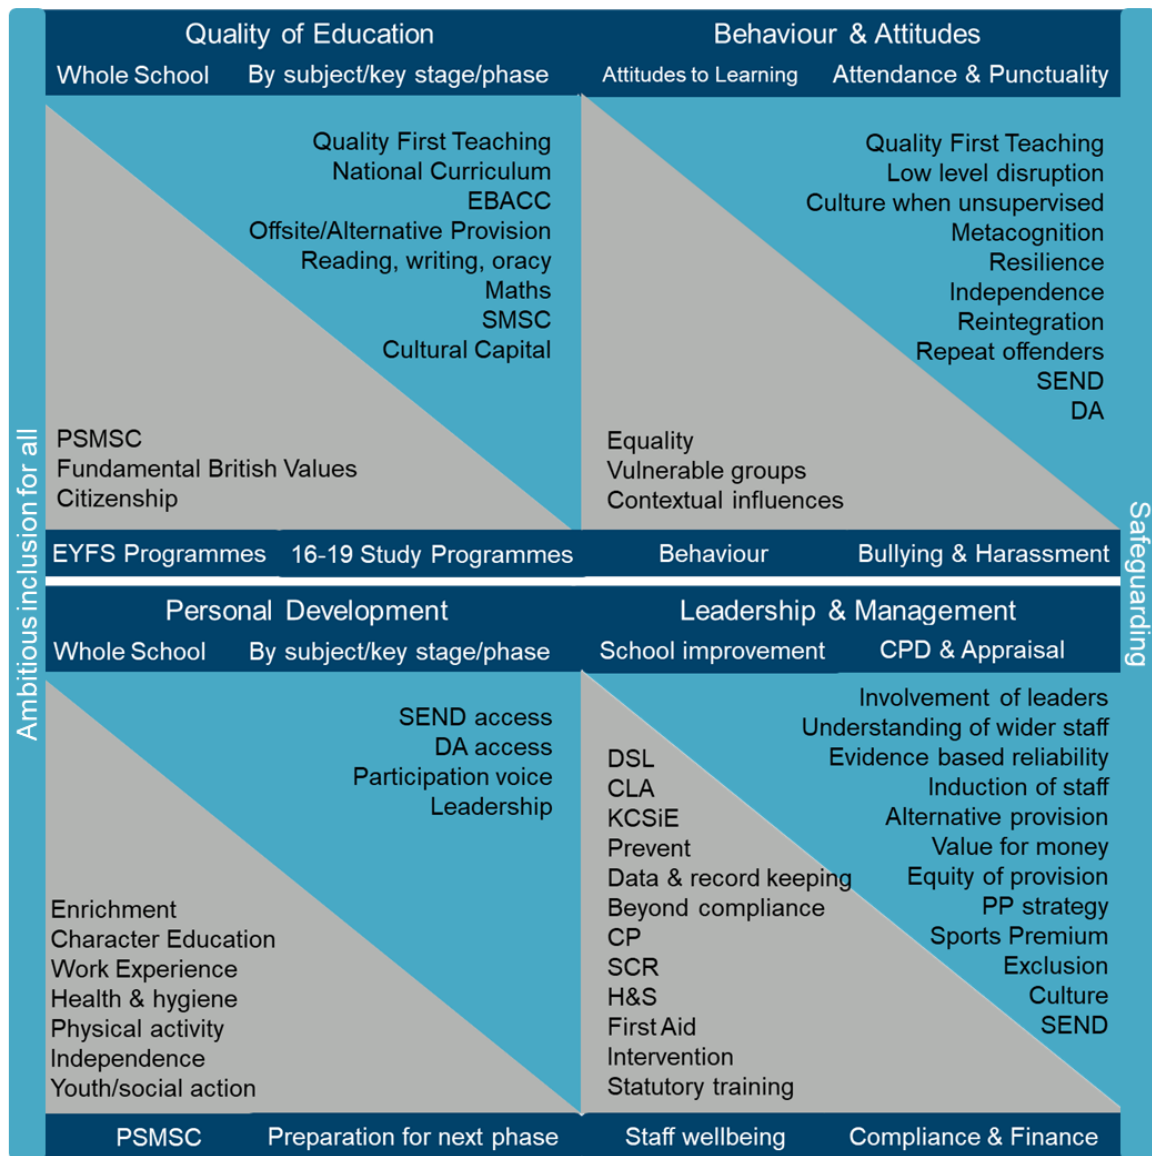 Ambitious inclusion for all
Quality of Education
Whole School
By subject/key stage/phase
Quality First Teaching
National Curriculum
EBACC
Offsite/Alternative Provision
Reading, writing, oracy
Maths
SMSC
Cultural Capital
PSMSC
Fundamental British Values
Citizenship
EYFS Programmes
16-19 Study Programmes
Behaviour & Attitudes
Attitudes to Learning
Attendance & Punctuality
Quality First Teaching
Low level disruption
Culture when unsupervised
Metacognition
Resilience
Independence
Reintegration
Repeat offenders
SEND
DA
Equality
Vulnerable groups
Contextual influences
Behaviour
Bullying & Harassment
Personal Development
Whole School
By subject/key stage/phase
SEND access
DA access
Participation voice
Leadership
Enrichment
Character Education
Work Experience
Health & hygiene
Physical activity
Independence
Youth/social action
PSMSC
Preparation for next phase
Leadership & Management
School improvement
CPD & Appraisal
Involvement of leaders
Understanding of wider staff
Evidence based reliability
Induction of staff
Alternative provision
Value for money
Equity of provision
PP strategy
Sports Premium
Exclusion
Culture
SEND
DSL
CLA
KCSiE
Prevent
Data & record keeping
Beyond compliance
CP
SCR
H&S
First Aid
Intervention
Statutory training
Staff wellbeing
Compliance & Finance
Safeguarding